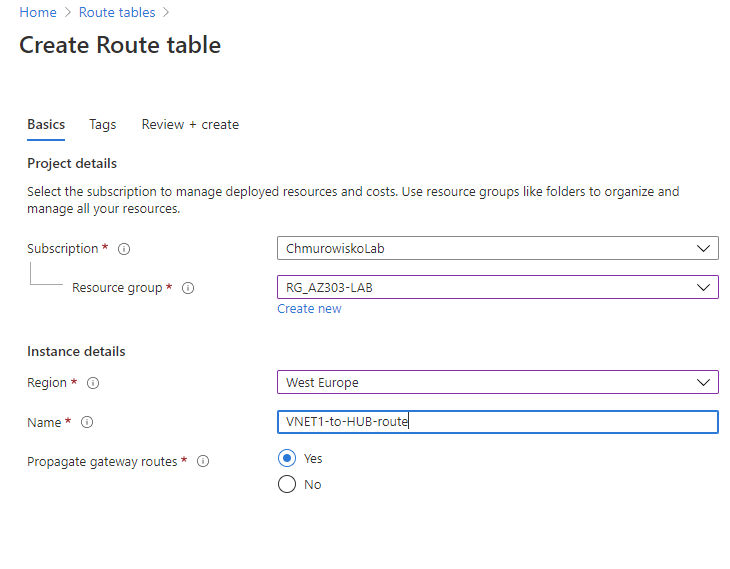 Home > Route tables >
Create Route table
Basics Tags Review + create
Project details
Select the subscription to manage deployed resources and costs. Use resource groups like folders to organize and
manage all your resources.
Subscription * ChmurowiskoLab
Resource group * RG_AZ303-LAB
Create new
Instance details
Region * West Europe
Name * VNET1-to-HUB-route
Propagate gateway routes * Yes
No